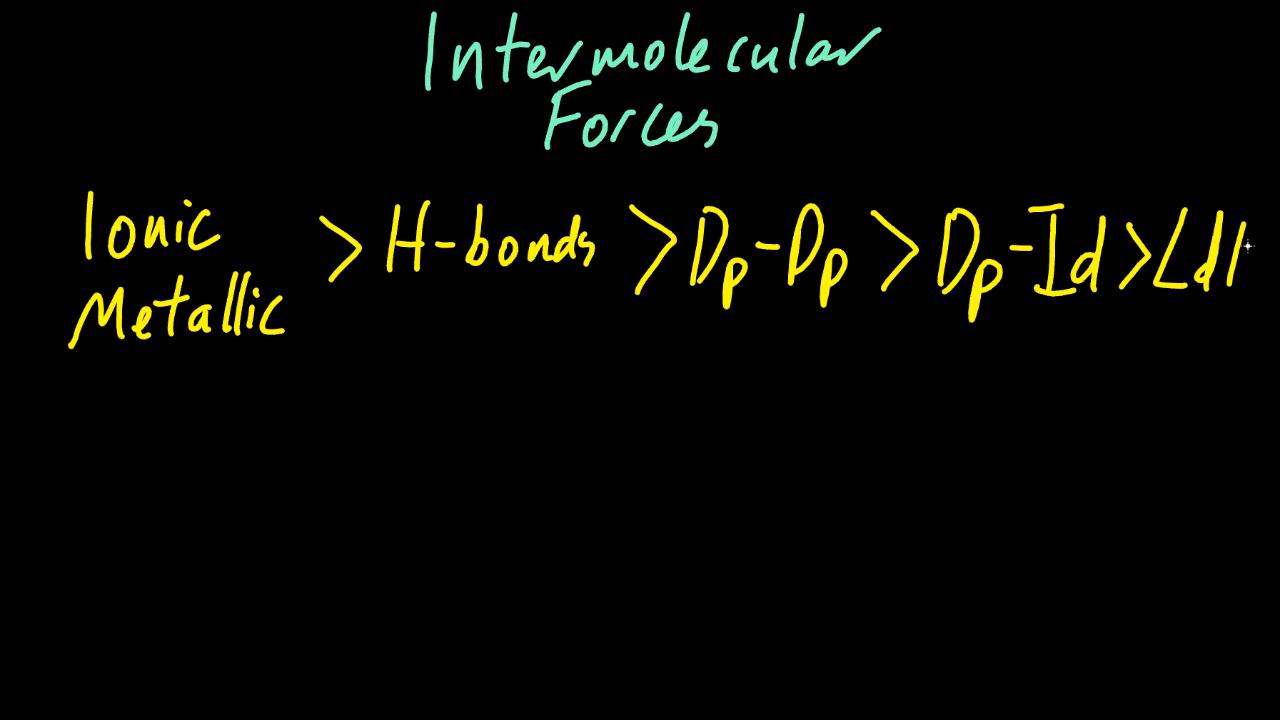 Intermolecular
Forces
Ionic > H-bonds > Dp-Dp > Dp-Id > Ldf
Metallic